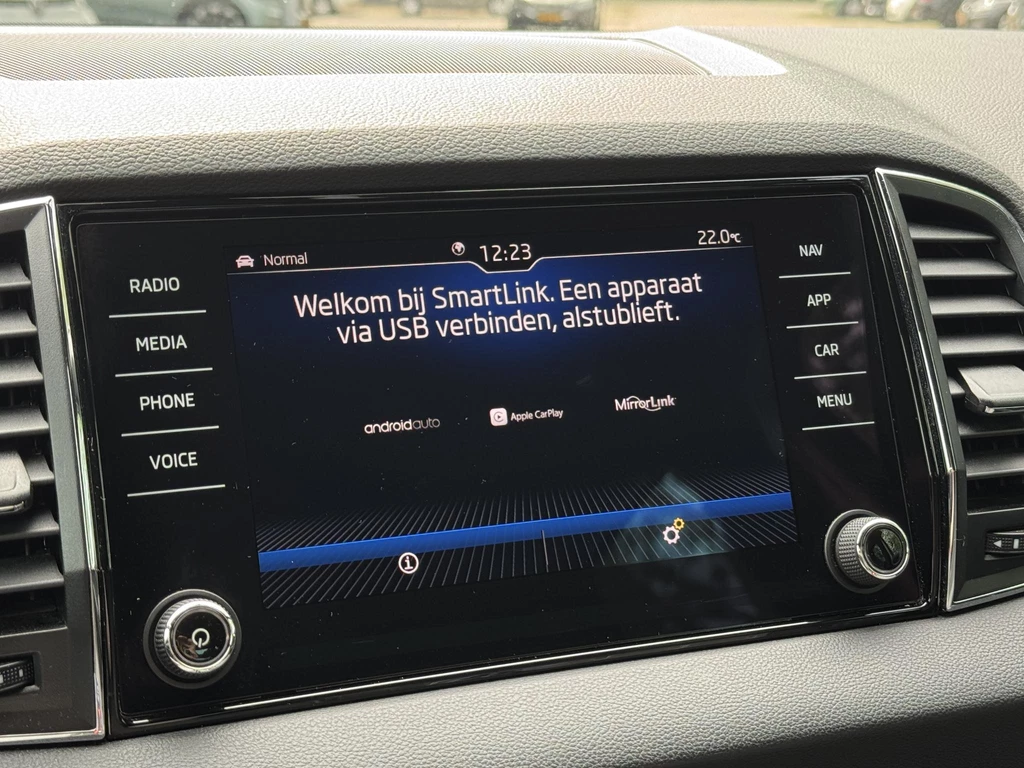 Normal
12:23
22.0°C
Welkom bij SmartLink. Een apparaat
via USB verbinden, alstublieft.
androidauto
Apple CarPlay
MirrorLink
RADIO
MEDIA
PHONE
VOICE
NAV
APP
CAR
MENU